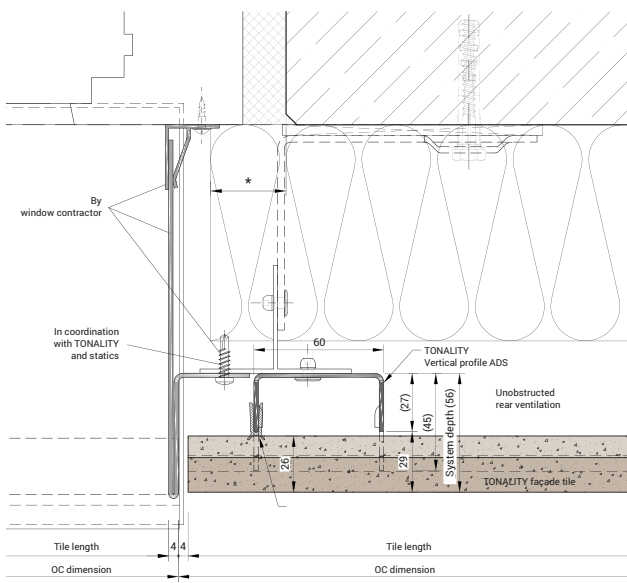 *
By
window contractor
In coordination
with TONALITY
and statics
60
TONALITY
Vertical profile ADS
Unobstructed
rear ventilation
(27)
(45)
System depth (56)
26
29
TONALITY façade tile
Tile length
4
4
Tile length
OC dimension
OC dimension